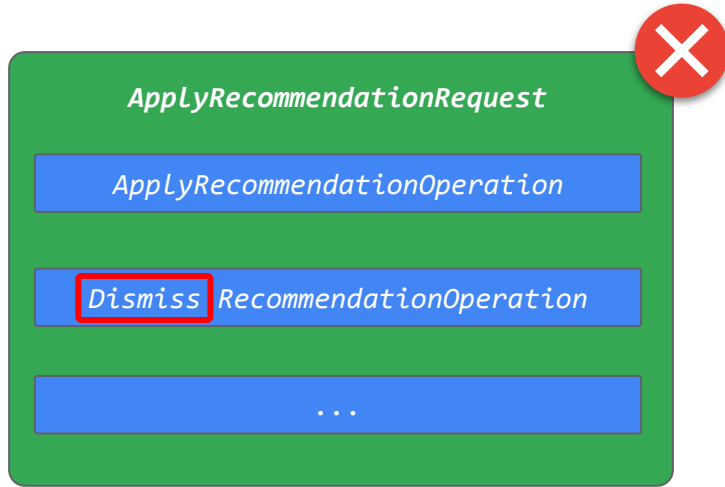 ApplyRecommendationRequest
ApplyRecommendationOperation
Dismiss RecommendationOperation
...